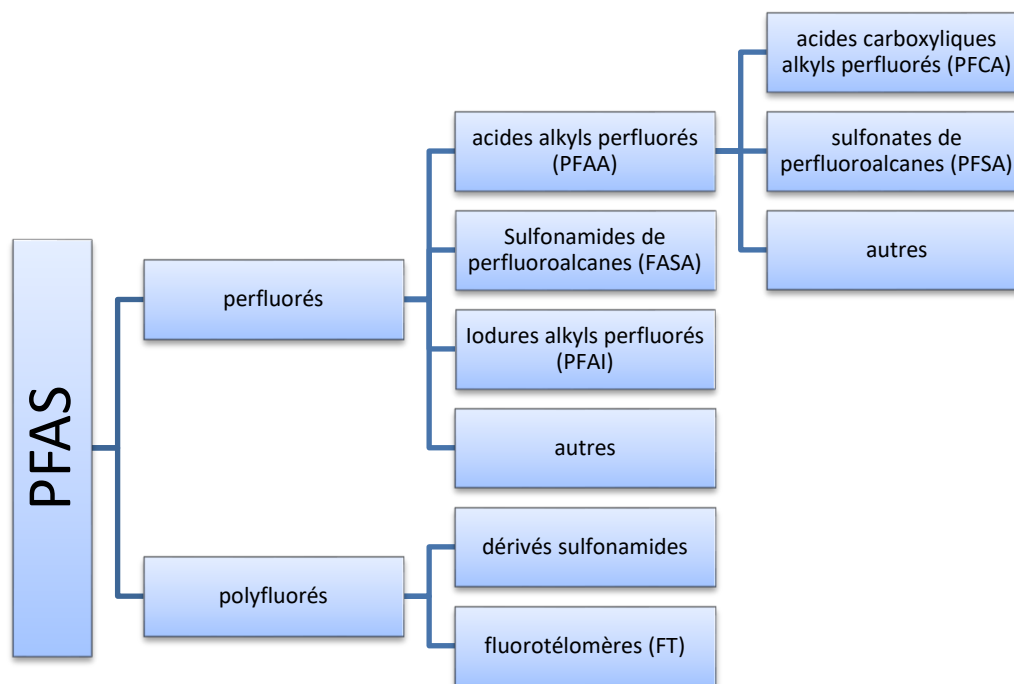 PFAS
perfluorés
acides alkyls perfluorés
(PFAA)
acides carboxyliques
alkyls perfluorés (PFCA)
sulfonates de
perfluoroalcanes (PFSA)
autres
Sulfonamides de
perfluoroalcanes (FASA)
Iodures alkyls perfluorés
(PFAI)
autres
polyfluorés
dérivés sulfonamides
fluorotélomères (FT)